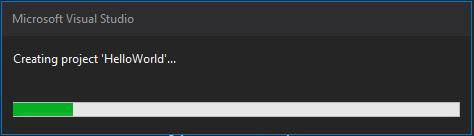 Microsoft Visual Studio
Creating project 'HelloWorld'...